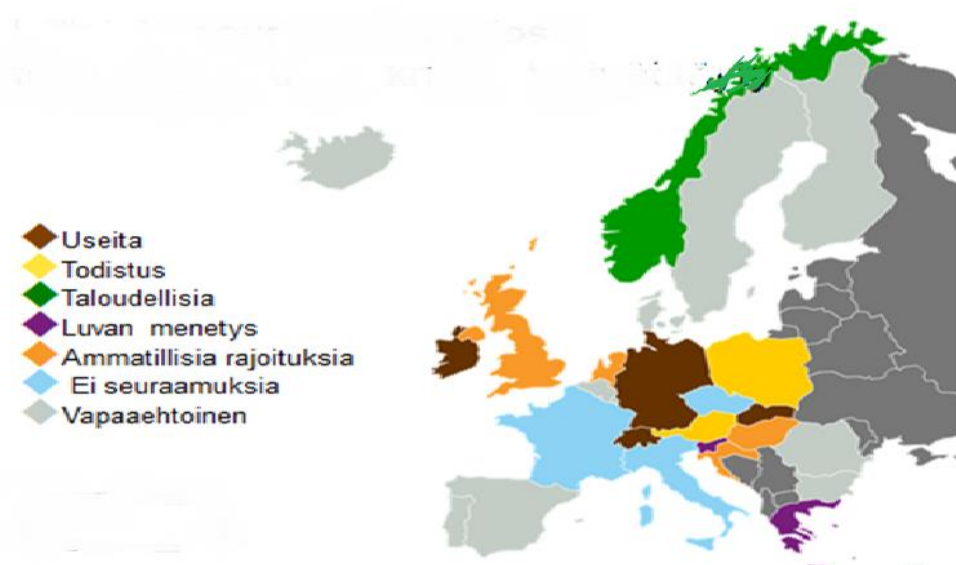 Useita
Todistus
Taloudellisia
Luvan menetys
Ammatillisia rajoituksia
Ei seuraamuksia
Vapaaehtoinen